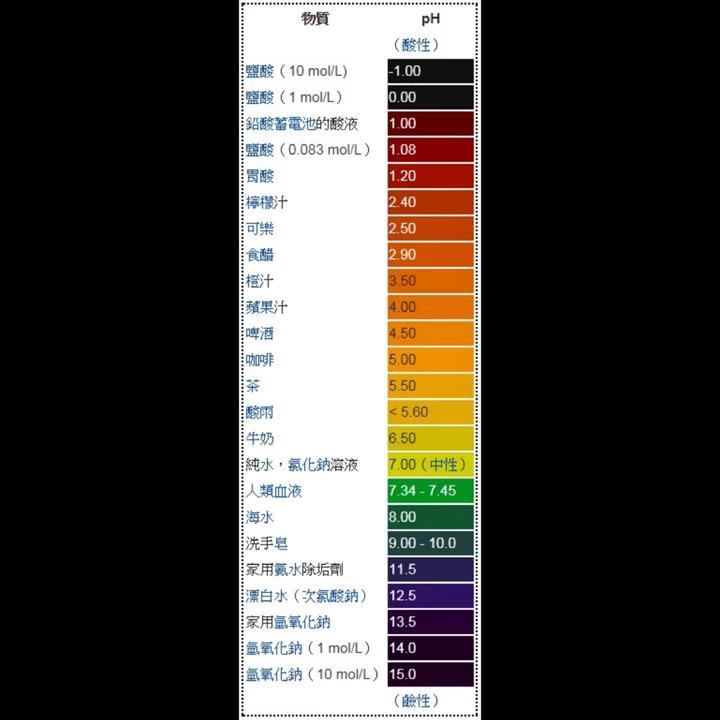 物質 pH
（酸性）
鹽酸（10 mol/L) -1.00
鹽酸（1 mol/L） 0.00
鉛酸蓄電池的酸液 1.00
鹽酸（0.083 mol/L） 1.08
胃酸 1.20
檸檬汁 2.40
可樂 2.50
食醋 2.90
橙汁 3.50
蘋果汁 4.00
啤酒 4.50
咖啡 5.00
茶 5.50
酸雨 < 5.60
牛奶 6.50
純水，氯化鈉溶液 7.00（中性）
人類血液 7.34 - 7.45
海水 8.00
洗手皂 9.00 - 10.0
家用氨水除垢劑 11.5
漂白水（次氯酸鈉） 12.5
家用氫氧化鈉 13.5
氫氧化鈉（1 mol/L） 14.0
氫氧化鈉（10 mol/L） 15.0
（鹼性）